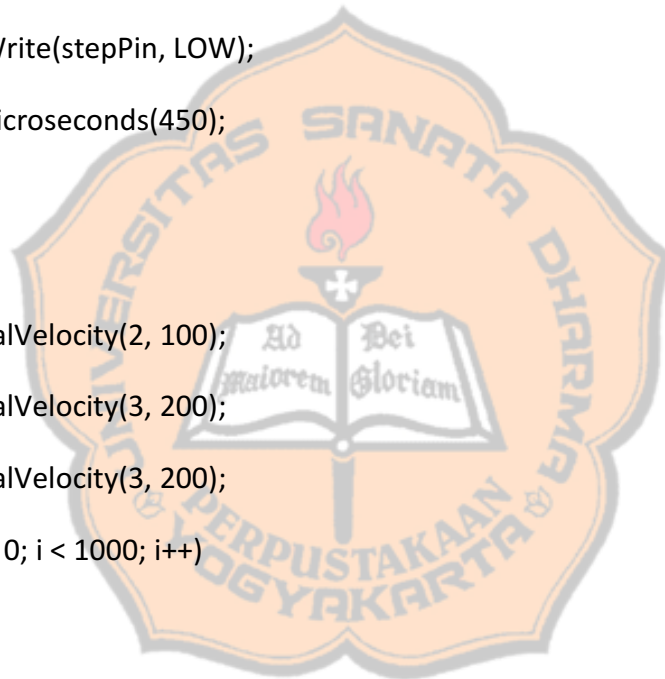 Write(stepPin, LOW);
icroseconds(450);
UNIVERSITAS SANATA DHARMA
alVelocity(2, 100);
Ad Dei
maiorem Gloriam
alVelocity(3, 200);
alVelocity(3, 200);
0; i < 1000; i++)
PERPUSTAKAAN
YOGYAKARTA